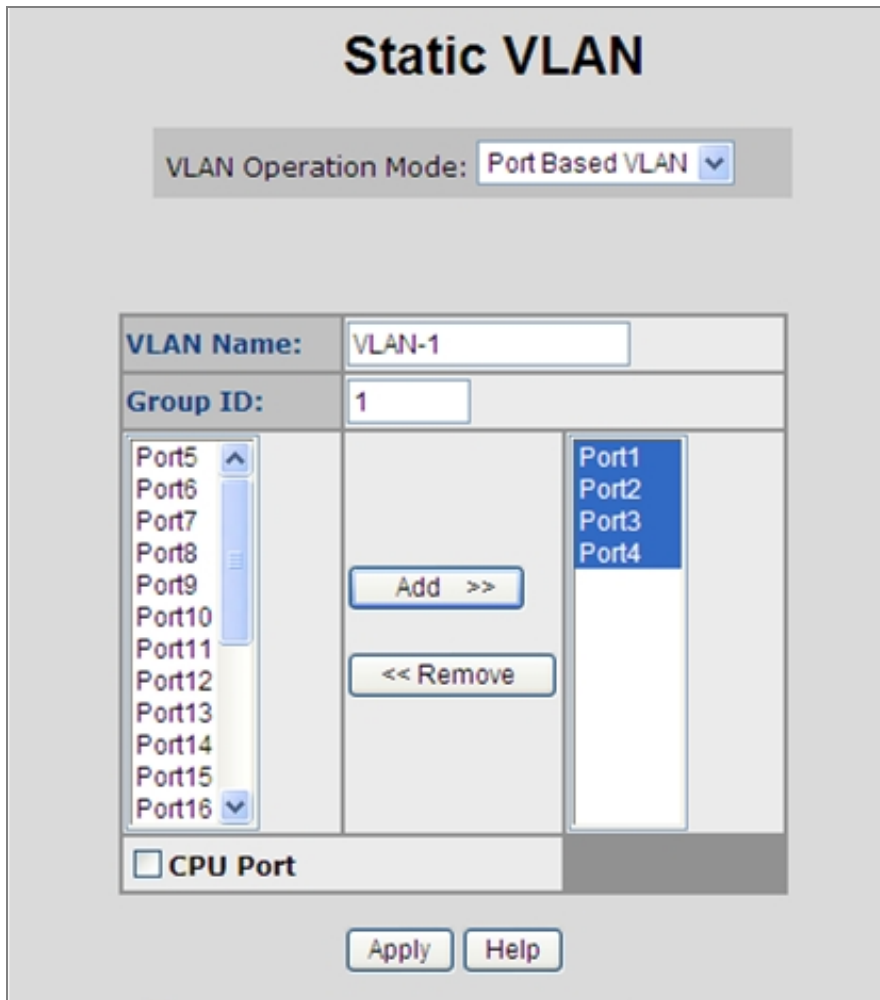 Static VLAN
VLAN Operation Mode: Port Based VLAN
VLAN Name: VLAN-1
Group ID: 1
Port5
Port6
Port7
Port8
Port9
Port10
Port11
Port12
Port13
Port14
Port15
Port16
Add >>
<< Remove
Port1
Port2
Port3
Port4
CPU Port
Apply Help